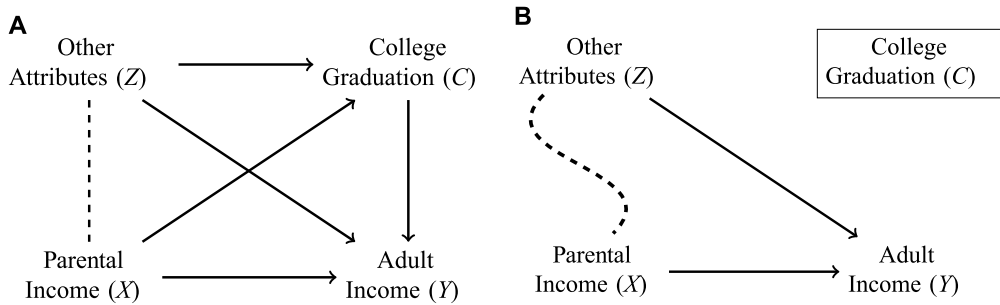 A
Other
Attributes (Z)
College
Graduation (C)
Parental
Income (X)
Adult
Income (Y)
B
Other
Attributes (Z)
College
Graduation (C)
Parental
Income (X)
Adult
Income (Y)